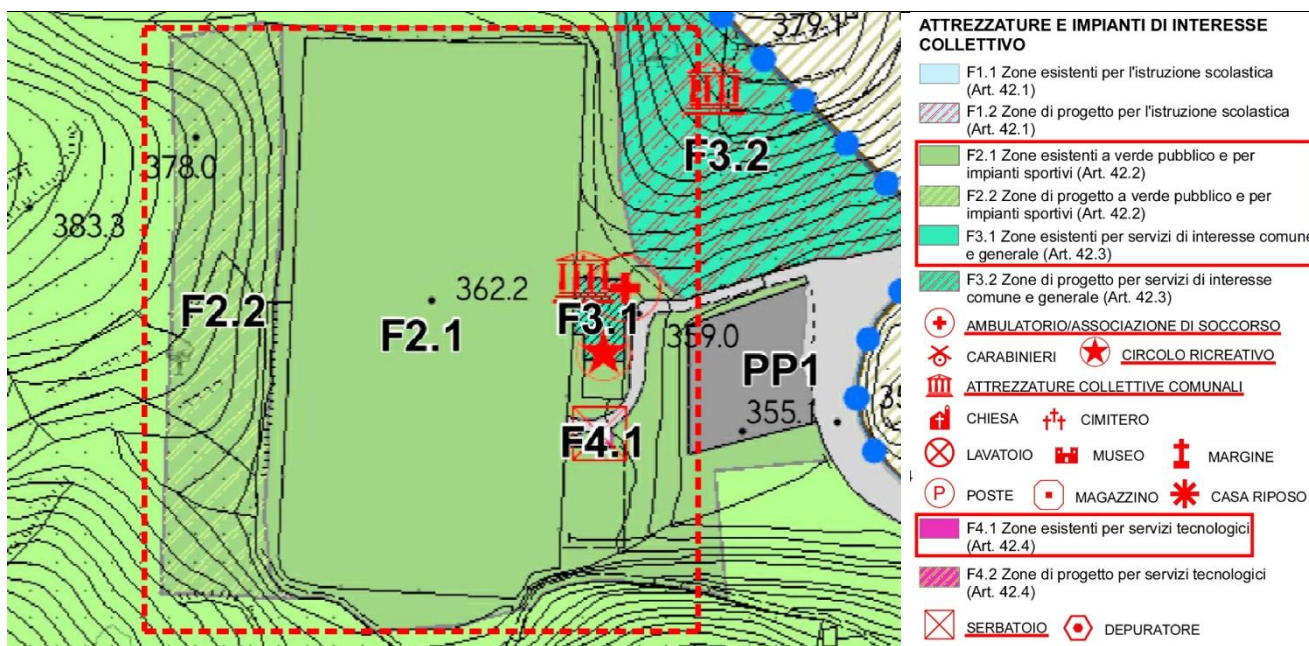 379.1
378.0
F3.2
383.3
362.2
F2.2
F2.1
F3.1
359.0
PP1
355.1
F4.1
ATTREZZATURE E IMPIANTI DI INTERESSE
COLLETTIVO
F1.1 Zone esistenti per l'istruzione scolastica
(Art. 42.1)
F1.2 Zone di progetto per l'istruzione scolastica
(Art. 42.1)
F2.1 Zone esistenti a verde pubblico e per
impianti sportivi (Art. 42.2)
F2.2 Zone di progetto a verde pubblico e per
impianti sportivi (Art. 42.2)
F3.1 Zone esistenti per servizi di interesse comune
e generale (Art. 42.3)
F3.2 Zone di progetto per servizi di interesse
comune e generale (Art. 42.3)
AMBULATORIO/ASSOCIAZIONE DI SOCCORSO
CARABINIERI CIRCOLO RICREATIVO
ATTREZZATURE COLLETTIVE COMUNALI
CHIESA CIMITERO
LAVATOIO MUSEO MARGINE
P POSTE MAGAZZINO CASA RIPOSO
F4.1 Zone esistenti per servizi tecnologici
(Art. 42.4)
F4.2 Zone di progetto per servizi tecnologici
(Art. 42.4)
SERBATOIO DEPURATORE